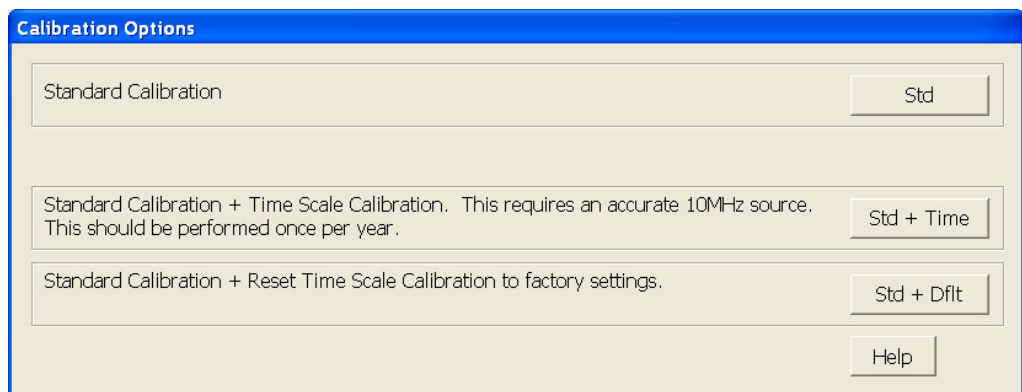 Calibration Options
Standard Calibration
Std
Standard Calibration + Time Scale Calibration. This requires an accurate 10MHz source.
This should be performed once per year.
Std + Time
Standard Calibration + Reset Time Scale Calibration to factory settings.
Std + Dflt
Help